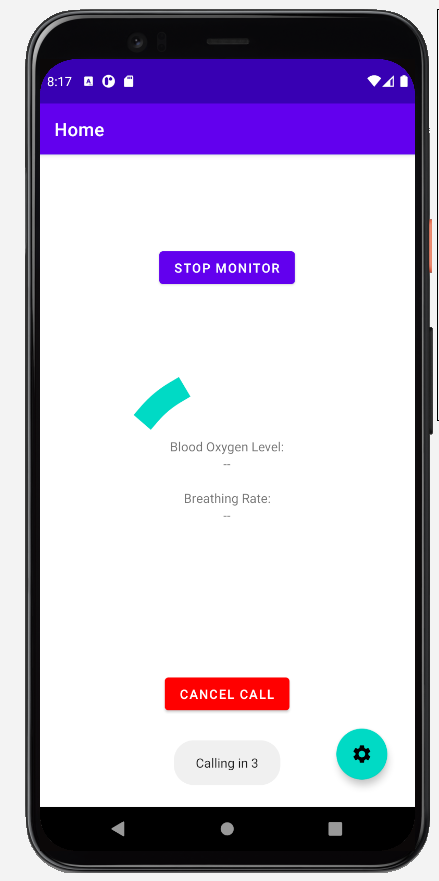 8:17
Home
STOP MONITOR
Blood Oxygen Level:
--
Breathing Rate:
--
CANCEL CALL
Calling in 3